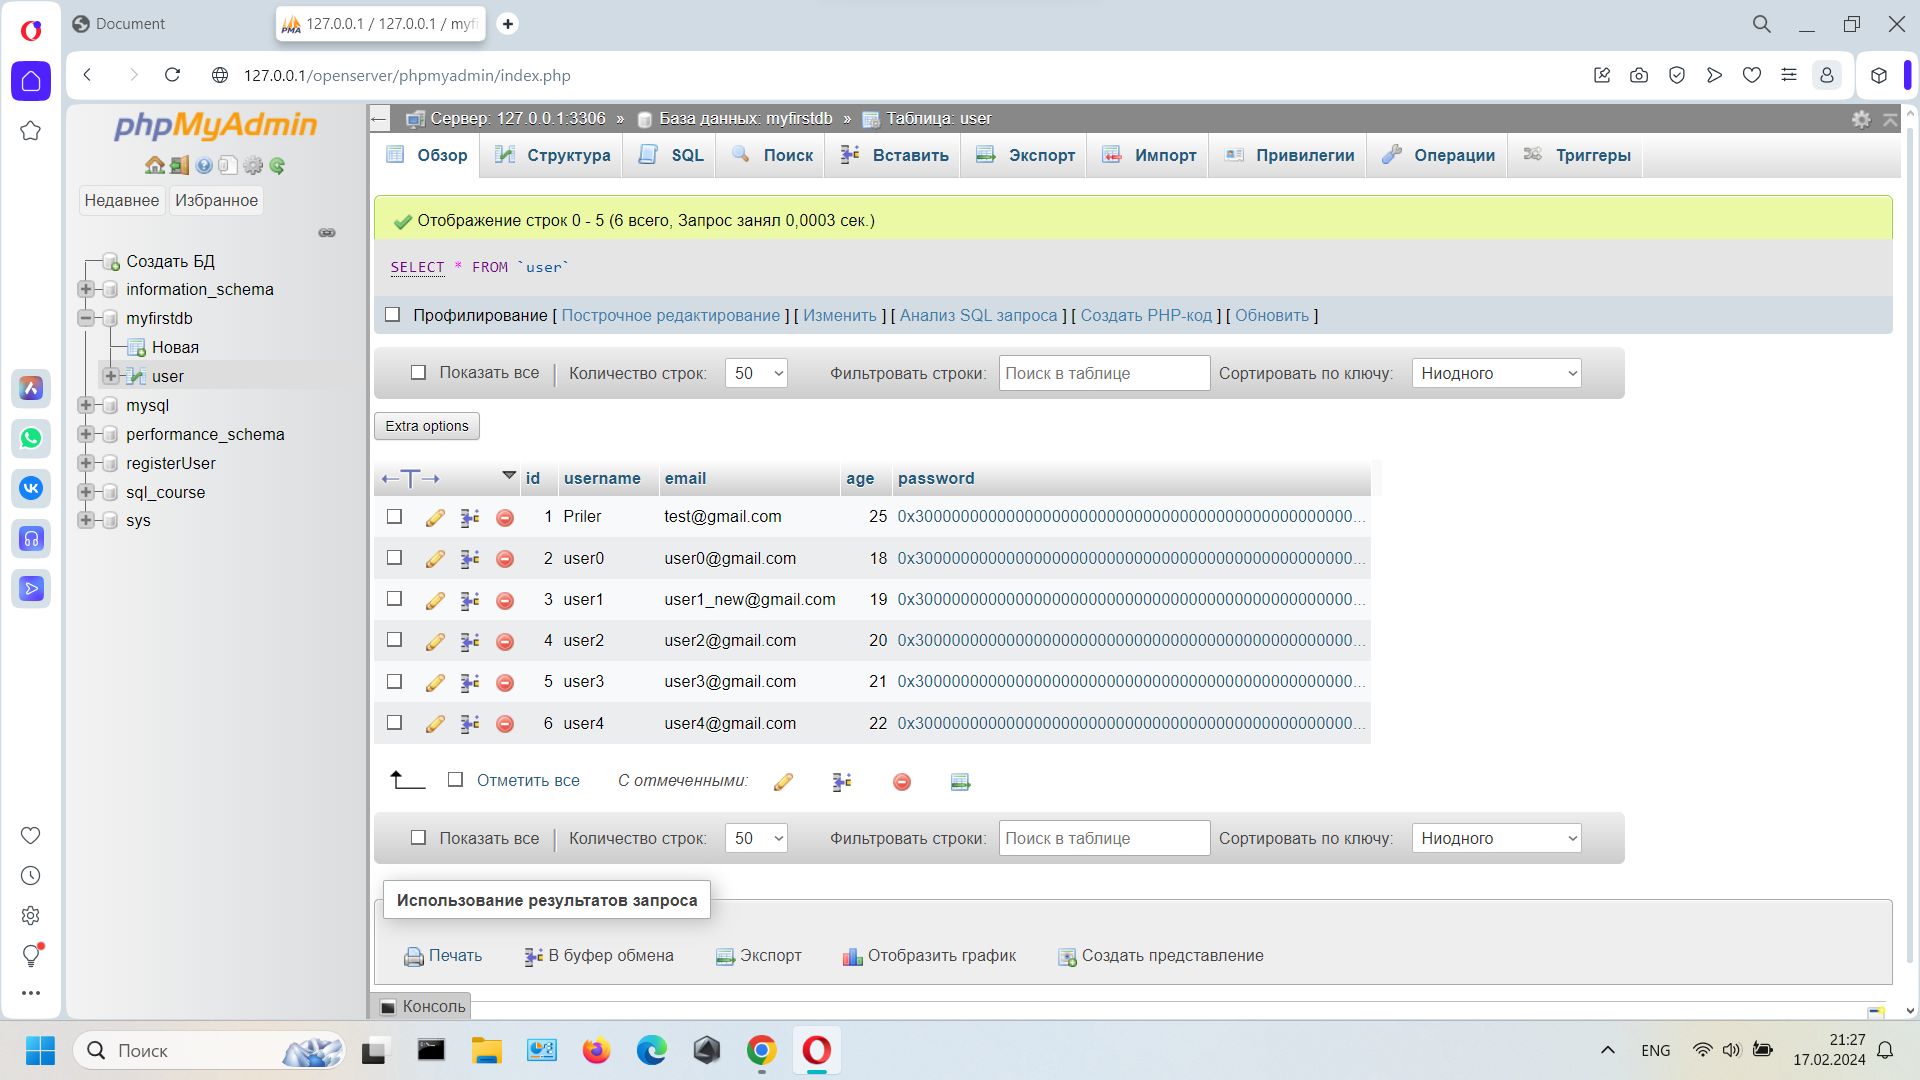 Document
127.0.0.1 / 127.0.0.1 / myfi
127.0.0.1/openserver/phpmyadmin/index.php
phpMyAdmin
Недавнее Избранное
Создать БД
information_schema
myfirstdb
Новая
user
mysql
performance_schema
registerUser
sql_course
sys
Сервер: 127.0.0.1:3306 » База данных: myfirstdb » Таблица: user
Обзор Структура SQL Поиск Вставить Экспорт Импорт Привилегии Операции Триггеры
Отображение строк 0 - 5 (6 всего, Запрос занял 0,0003 сек.)
SELECT * FROM `user`
Профилирование [ Построчное редактирование ] [ Изменить ] [ Анализ SQL запроса ] [ Создать PHP-код ] [ Обновить ]
Показать все Количество строк: 50 Фильтровать строки: Поиск в таблице Сортировать по ключу: Ниодного
Extra options
id username email age password
1 Priler test@gmail.com 25 0x30000000000000000000000000000000000000000000000000...
2 user0 user0@gmail.com 18 0x30000000000000000000000000000000000000000000000000...
3 user1 user1_new@gmail.com 19 0x30000000000000000000000000000000000000000000000000...
4 user2 user2@gmail.com 20 0x30000000000000000000000000000000000000000000000000...
5 user3 user3@gmail.com 21 0x30000000000000000000000000000000000000000000000000...
6 user4 user4@gmail.com 22 0x30000000000000000000000000000000000000000000000000...
Отметить все С отмеченными:
Показать все Количество строк: 50 Фильтровать строки: Поиск в таблице Сортировать по ключу: Ниодного
Использование результатов запроса
Печать В буфер обмена Экспорт Отобразить график Создать представление
Консоль
Поиск
ENG
21:27
17.02.2024